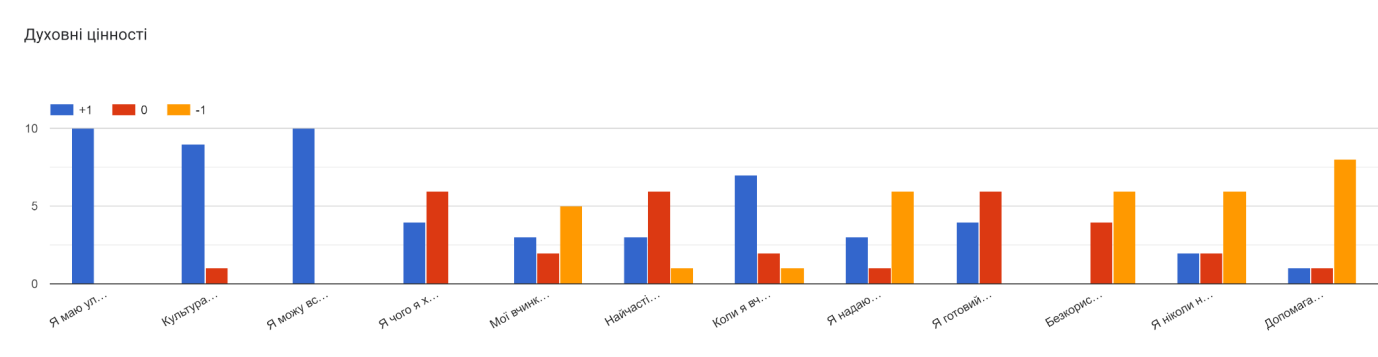 Духовні цінності
+1 0 -1
10
5
0
Я маю ул...
Культура...
Я можу вс...
Я чого я х...
Мої вчинк...
Найчасті...
Коли я вч...
Я надаю...
Я готовий...
Безкорис...
Я ніколи н...
Допомага...